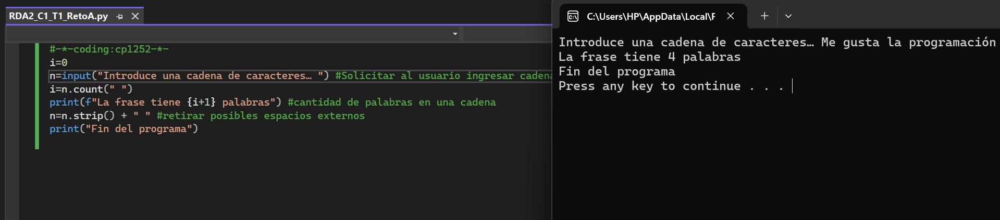 RDA2_C1_T1_RetoA.py
#-*-coding:cp1252-*-
i=0
n=input("Introduce una cadena de caracteres… ") #Solicitar al usuario ingresar cadena
i=n.count(" ")
print(f"La frase tiene {i+1} palabras") #cantidad de palabras en una cadena
n=n.strip() + " " #retirar posibles espacios externos
print("Fin del programa")
C:\Users\HP\AppData\Local\F
Introduce una cadena de caracteres… Me gusta la programación
La frase tiene 4 palabras
Fin del programa
Press any key to continue . . .